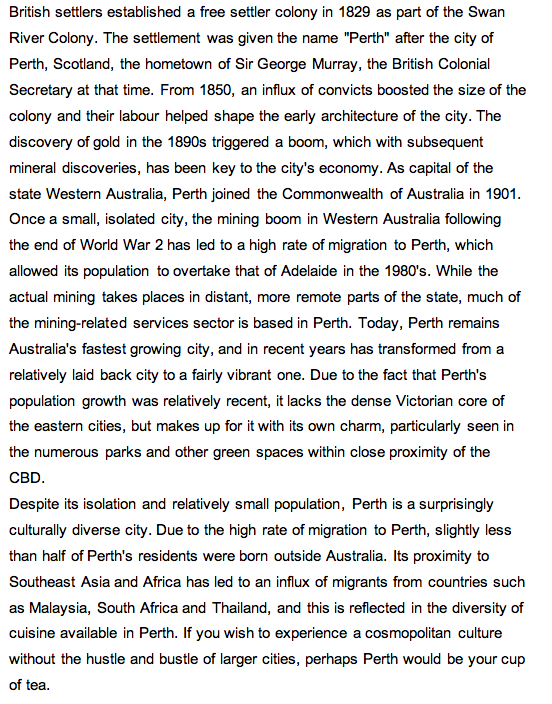 British settlers established a free settler colony in 1829 as part of the Swan
River Colony. The settlement was given the name "Perth" after the city of
Perth, Scotland, the hometown of Sir George Murray, the British Colonial
Secretary at that time. From 1850, an influx of convicts boosted the size of the
colony and their labour helped shape the early architecture of the city. The
discovery of gold in the 1890s triggered a boom, which with subsequent
mineral discoveries, has been key to the city's economy. As capital of the
state Western Australia, Perth joined the Commonwealth of Australia in 1901.
Once a small, isolated city, the mining boom in Western Australia following
the end of World War 2 has led to a high rate of migration to Perth, which
allowed its population to overtake that of Adelaide in the 1980's. While the
actual mining takes places in distant, more remote parts of the state, much of
the mining-related services sector is based in Perth. Today, Perth remains
Australia's fastest growing city, and in recent years has transformed from a
relatively laid back city to a fairly vibrant one. Due to the fact that Perth's
population growth was relatively recent, it lacks the dense Victorian core of
the eastern cities, but makes up for it with its own charm, particularly seen in
the numerous parks and other green spaces within close proximity of the
CBD.
Despite its isolation and relatively small population, Perth is a surprisingly
culturally diverse city. Due to the high rate of migration to Perth, slightly less
than half of Perth's residents were born outside Australia. Its proximity to
Southeast Asia and Africa has led to an influx of migrants from countries such
as Malaysia, South Africa and Thailand, and this is reflected in the diversity of
cuisine available in Perth. If you wish to experience a cosmopolitan culture
without the hustle and bustle of larger cities, perhaps Perth would be your cup
of tea.